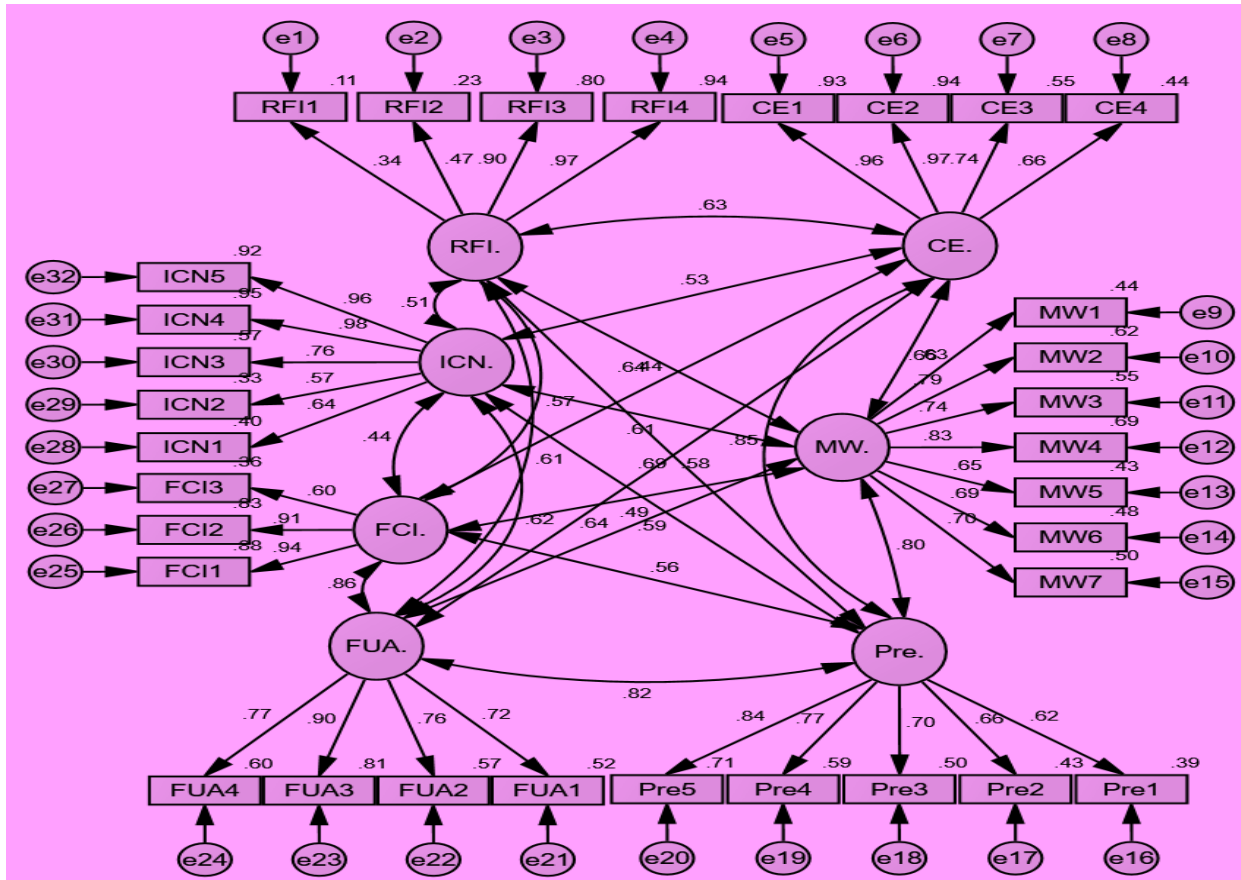 e1 e2 e3 e4 e5 e6 e7 e8
.11 .23 .80 .94 .93 .94 .55 .44
RFI1 RFI2 RFI3 RFI4 CE1 CE2 CE3 CE4
.34 .47 .90 .97 .96 .97 .74 .66
.63
RFI. CE.
.92
e32 ICN5 .96 .51 .53 .44 MW1 e9
.95
e31 ICN4 .98 .62 MW2 e10
.57
e30 ICN3 .76 ICN. .64 .44 .66 .63 .79 .55 MW3 e11
.33
e29 ICN2 .57 .57 .74 .69 MW4 e12
.40
e28 ICN1 .64 .44 .61 .61 .69 .58 .85 MW. .83 .43 MW5 e13
.36
e27 FCI3 .60 .65 .48 MW6 e14
.83
e26 FCI2 .91 FCI. .62 .64 .49 .59 .69 .50 MW7 e15
.88
e25 FCI1 .94 .86 .56 .80 .70
FUA. Pre.
.82
.77 .90 .76 .72 .84 .77 .70 .66 .62
.60 .81 .57 .52 .71 .59 .50 .43 .39
FUA4 FUA3 FUA2 FUA1 Pre5 Pre4 Pre3 Pre2 Pre1
e24 e23 e22 e21 e20 e19 e18 e17 e16